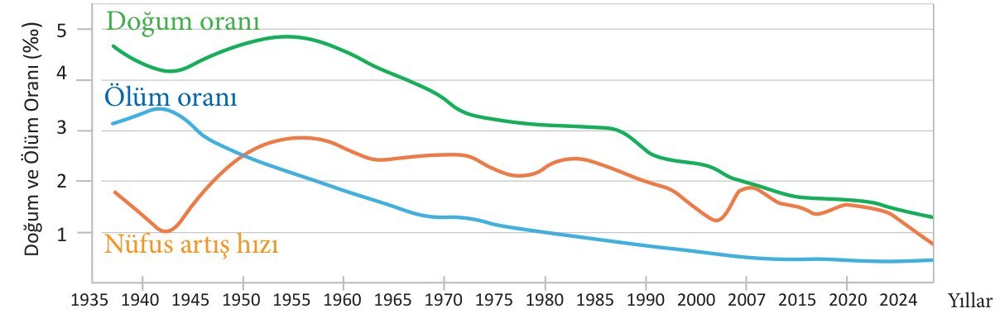 Doğum ve Ölüm Oranı (‰)
5
4
3
2
1
Doğum oranı
Ölüm oranı
Nüfus artış hızı
1935 1940 1945 1950 1955 1960 1965 1970 1975 1980 1985 1990 2000 2007 2015 2020 2024 Yıllar